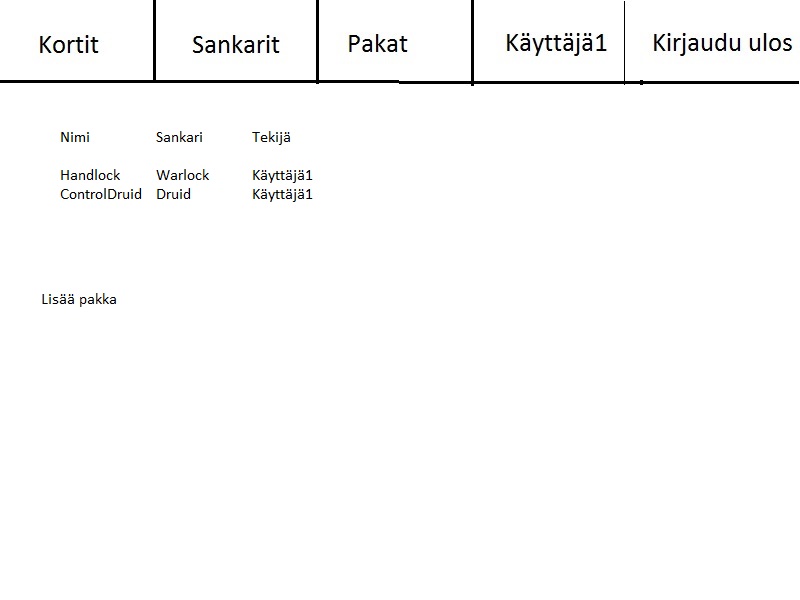 Kortit Sankarit Pakat Käyttäjä1 Kirjaudu ulos
Nimi Sankari Tekijä
Handlock Warlock Käyttäjä1
ControlDruid Druid Käyttäjä1
Lisää pakka